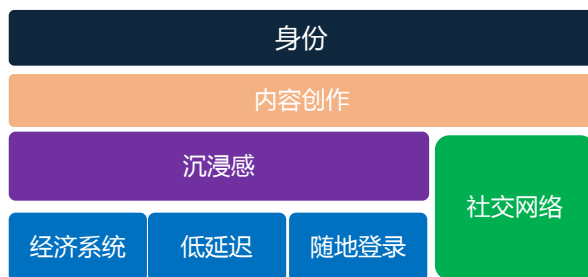 身份
内容创作
沉浸感
社交网络
经济系统
低延迟
随地登录